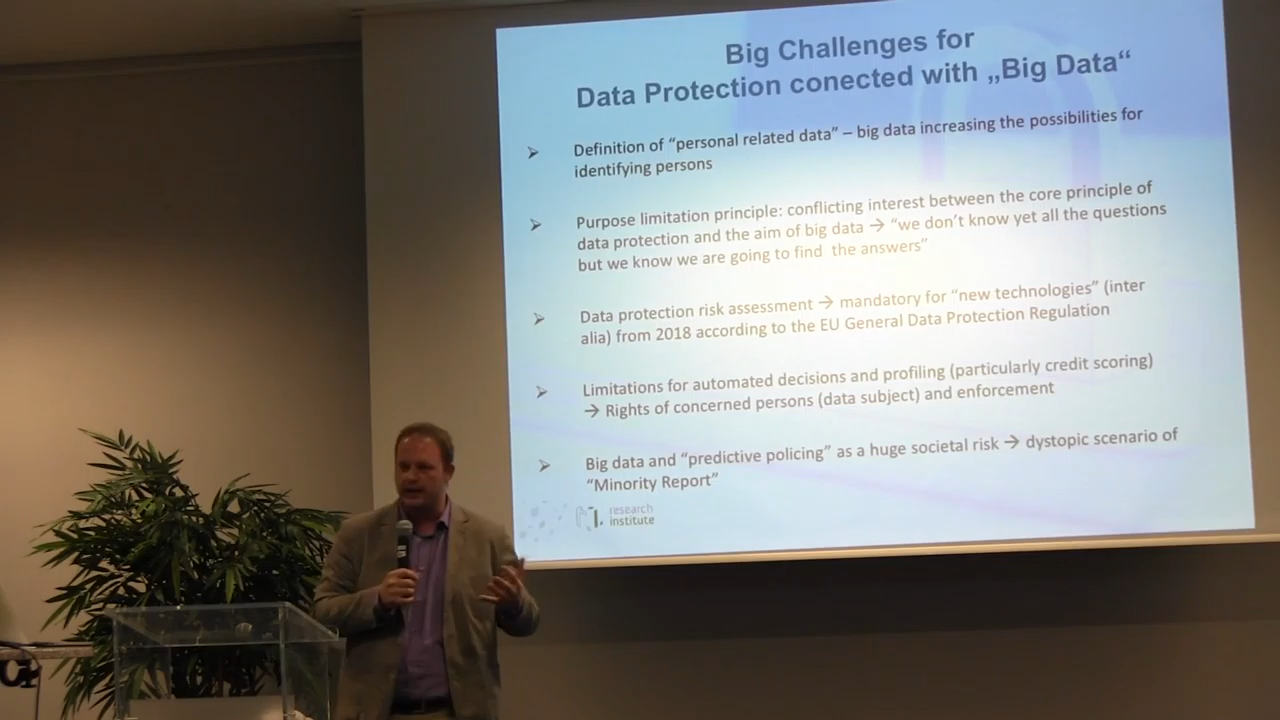 Big Challenges for
Data Protection conected with „Big Data“
➢ Definition of “personal related data” – big data increasing the possibilities for
identifying persons
➢ Purpose limitation principle: conflicting interest between the core principle of
data protection and the aim of big data → “we don’t know yet all the questions
but we know we are going to find the answers”
➢ Data protection risk assessment → mandatory for “new technologies” (inter
alia) from 2018 according to the EU General Data Protection Regulation
➢ Limitations for automated decisions and profiling (particularly credit scoring)
→ Rights of concerned persons (data subject) and enforcement
➢ Big data and “predictive policing” as a huge societal risk → dystopic scenario of
“Minority Report”
research
institute